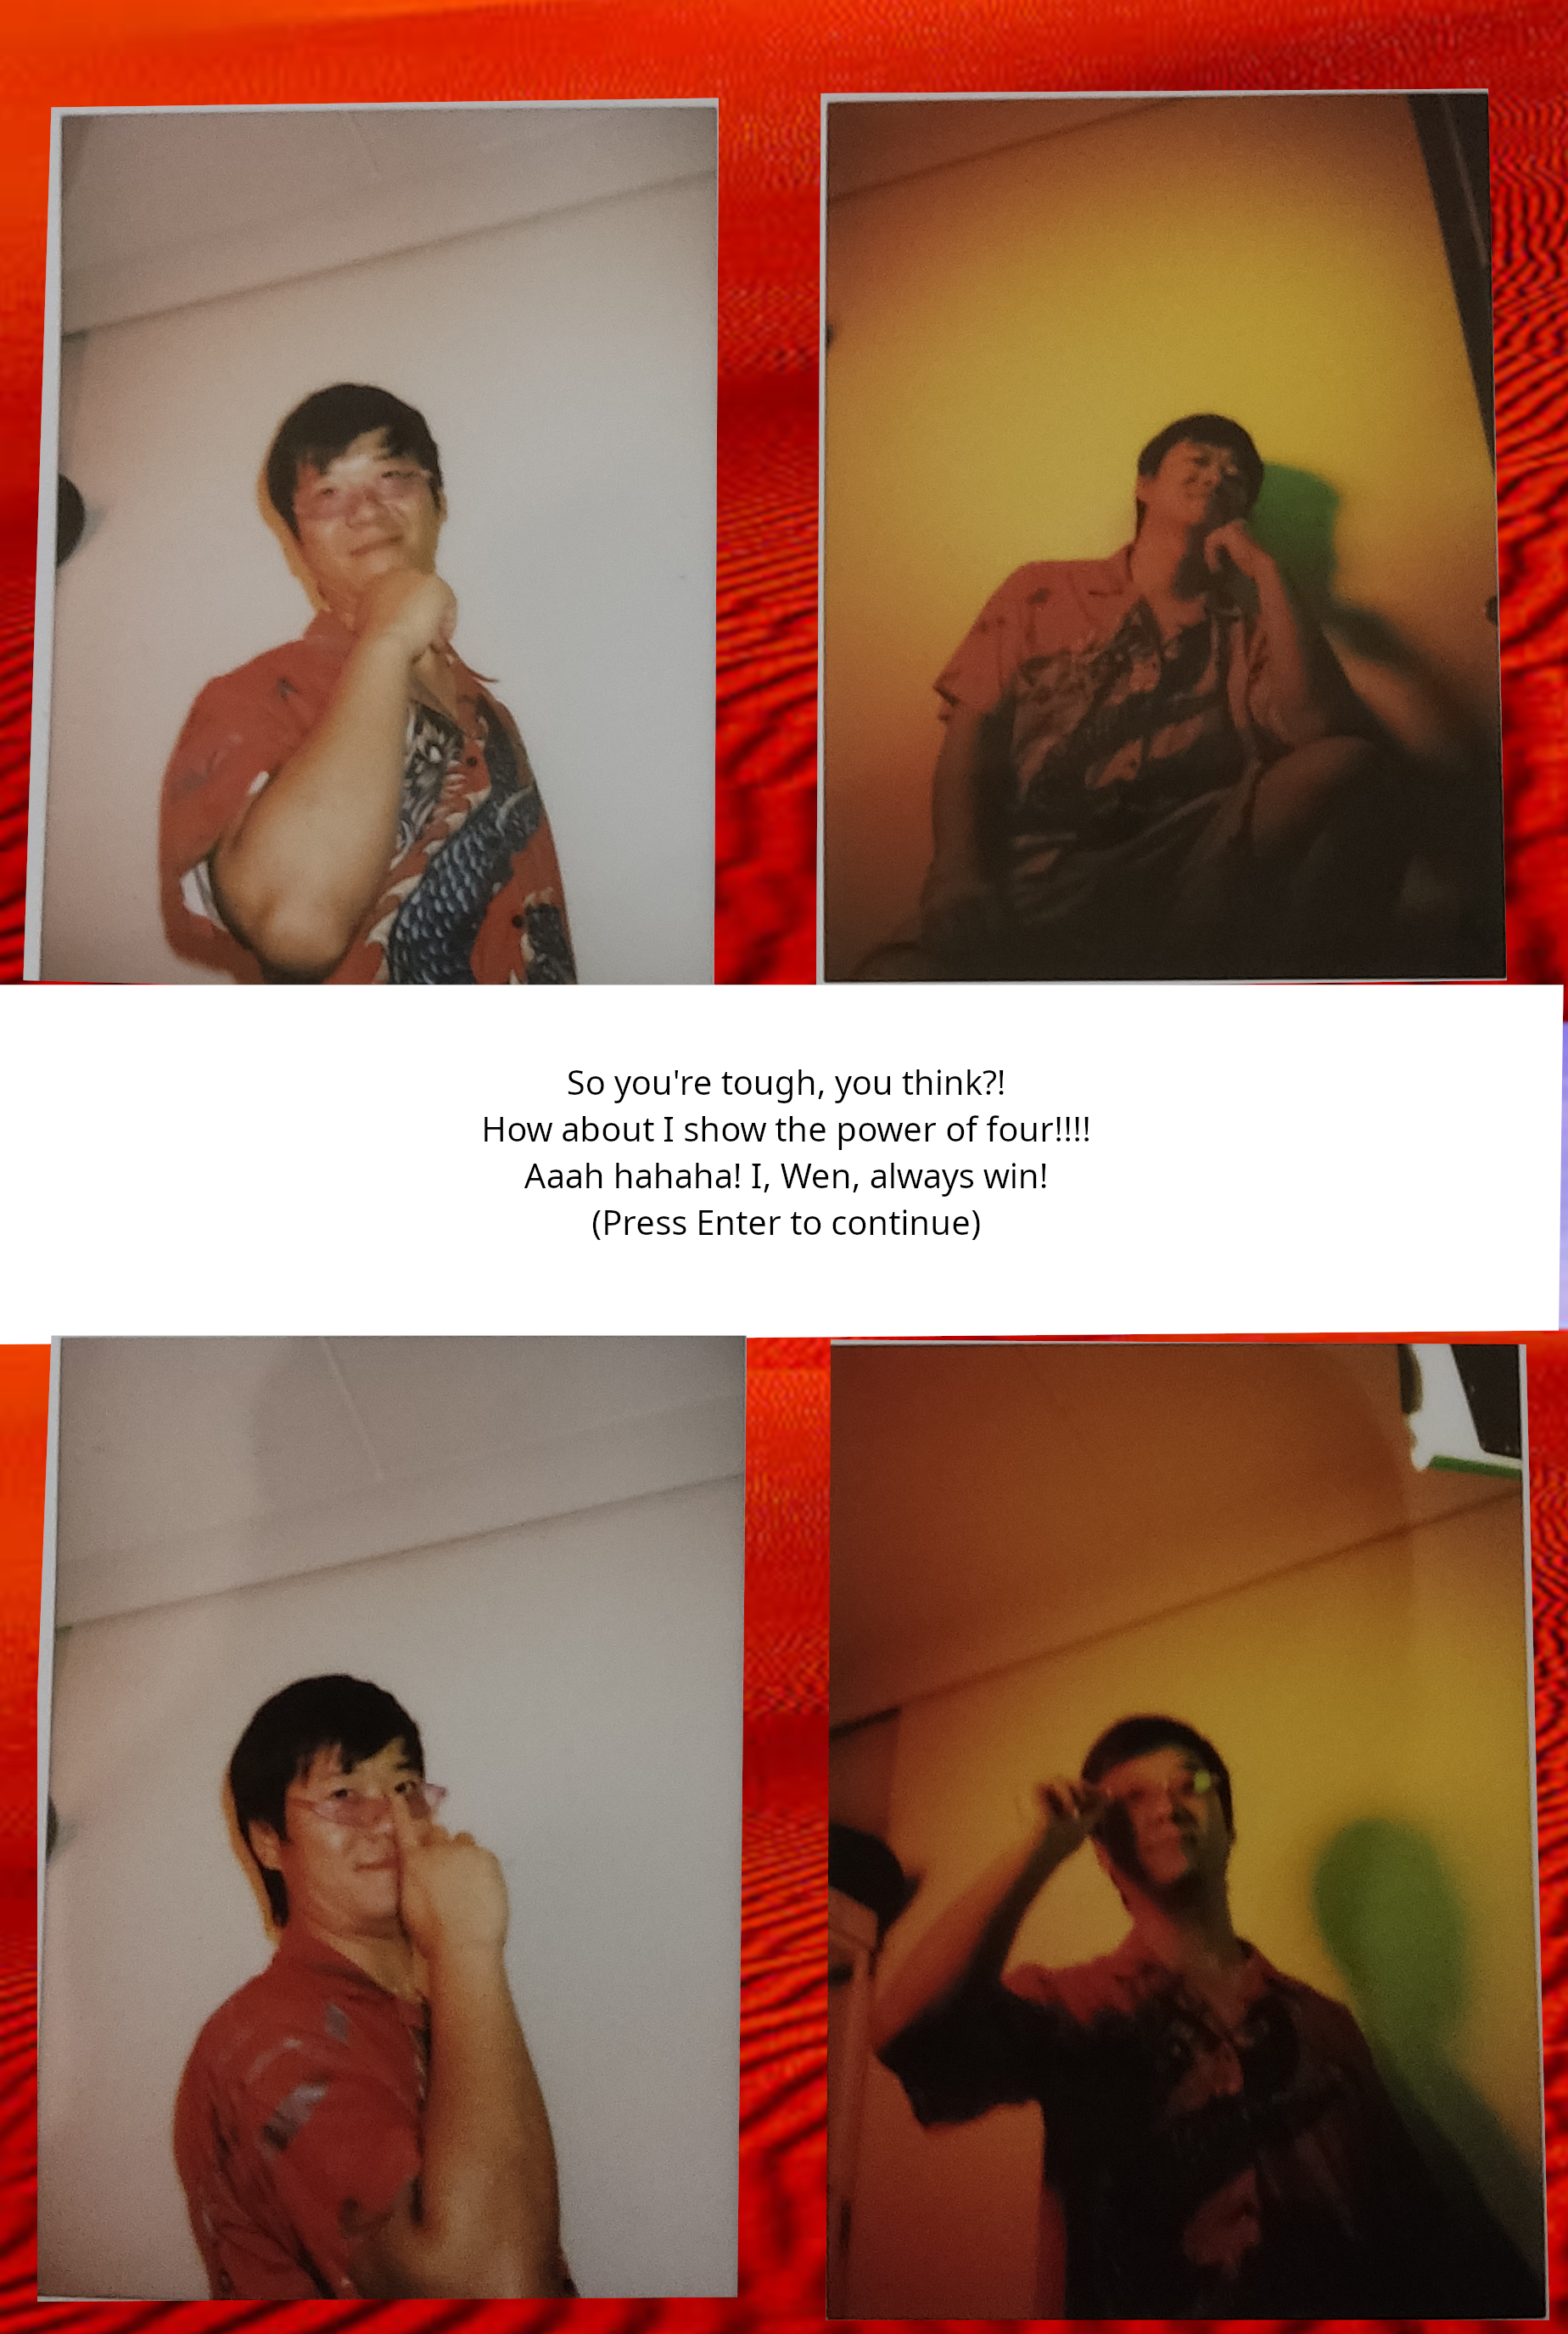 So you're tough, you think?!
How about I show the power of four!!!!
Aaah hahaha! I, Wen, always win!
(Press Enter to continue)